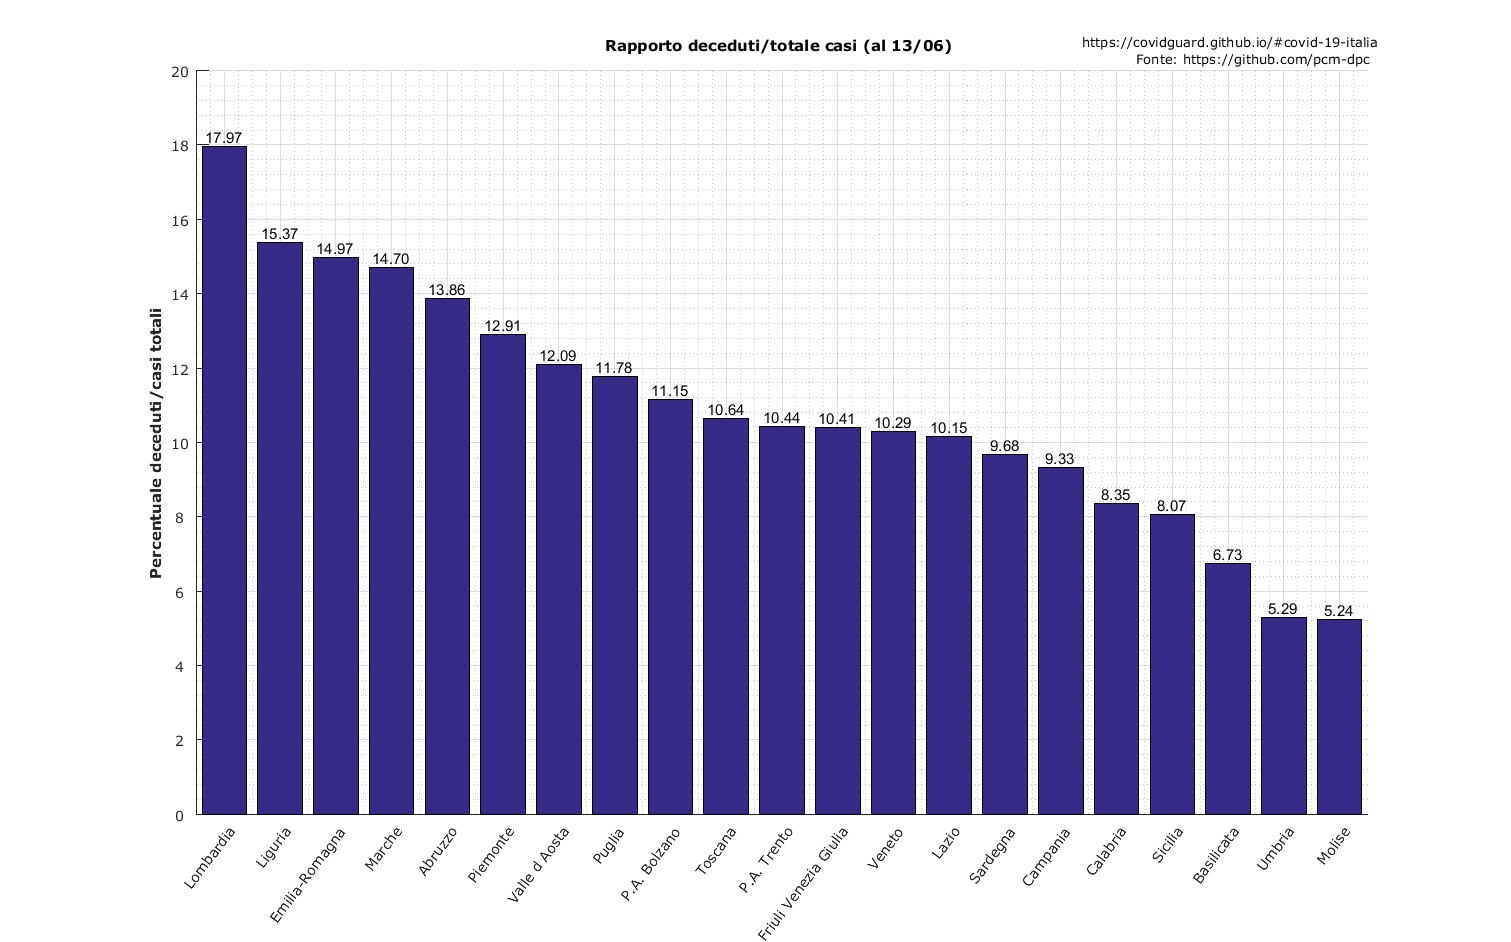 Rapporto deceduti/totale casi (al 13/06)
https://covidguard.github.io/#covid-19-italia
Fonte: https://github.com/pcm-dpc
Percentuale deceduti/casi totali
20
18
16
14
12
10
8
6
4
2
0
17.97
15.37
14.97
14.70
13.86
12.91
12.09
11.78
11.15
10.64
10.44
10.41
10.29
10.15
9.68
9.33
8.35
8.07
6.73
5.29
5.24
Lombardia
Liguria
Emilia-Romagna
Marche
Abruzzo
Piemonte
Valle d Aosta
Puglia
P.A. Bolzano
Toscana
P.A. Trento
Friuli Venezia Giulia
Veneto
Lazio
Sardegna
Campania
Calabria
Sicilia
Basilicata
Umbria
Molise